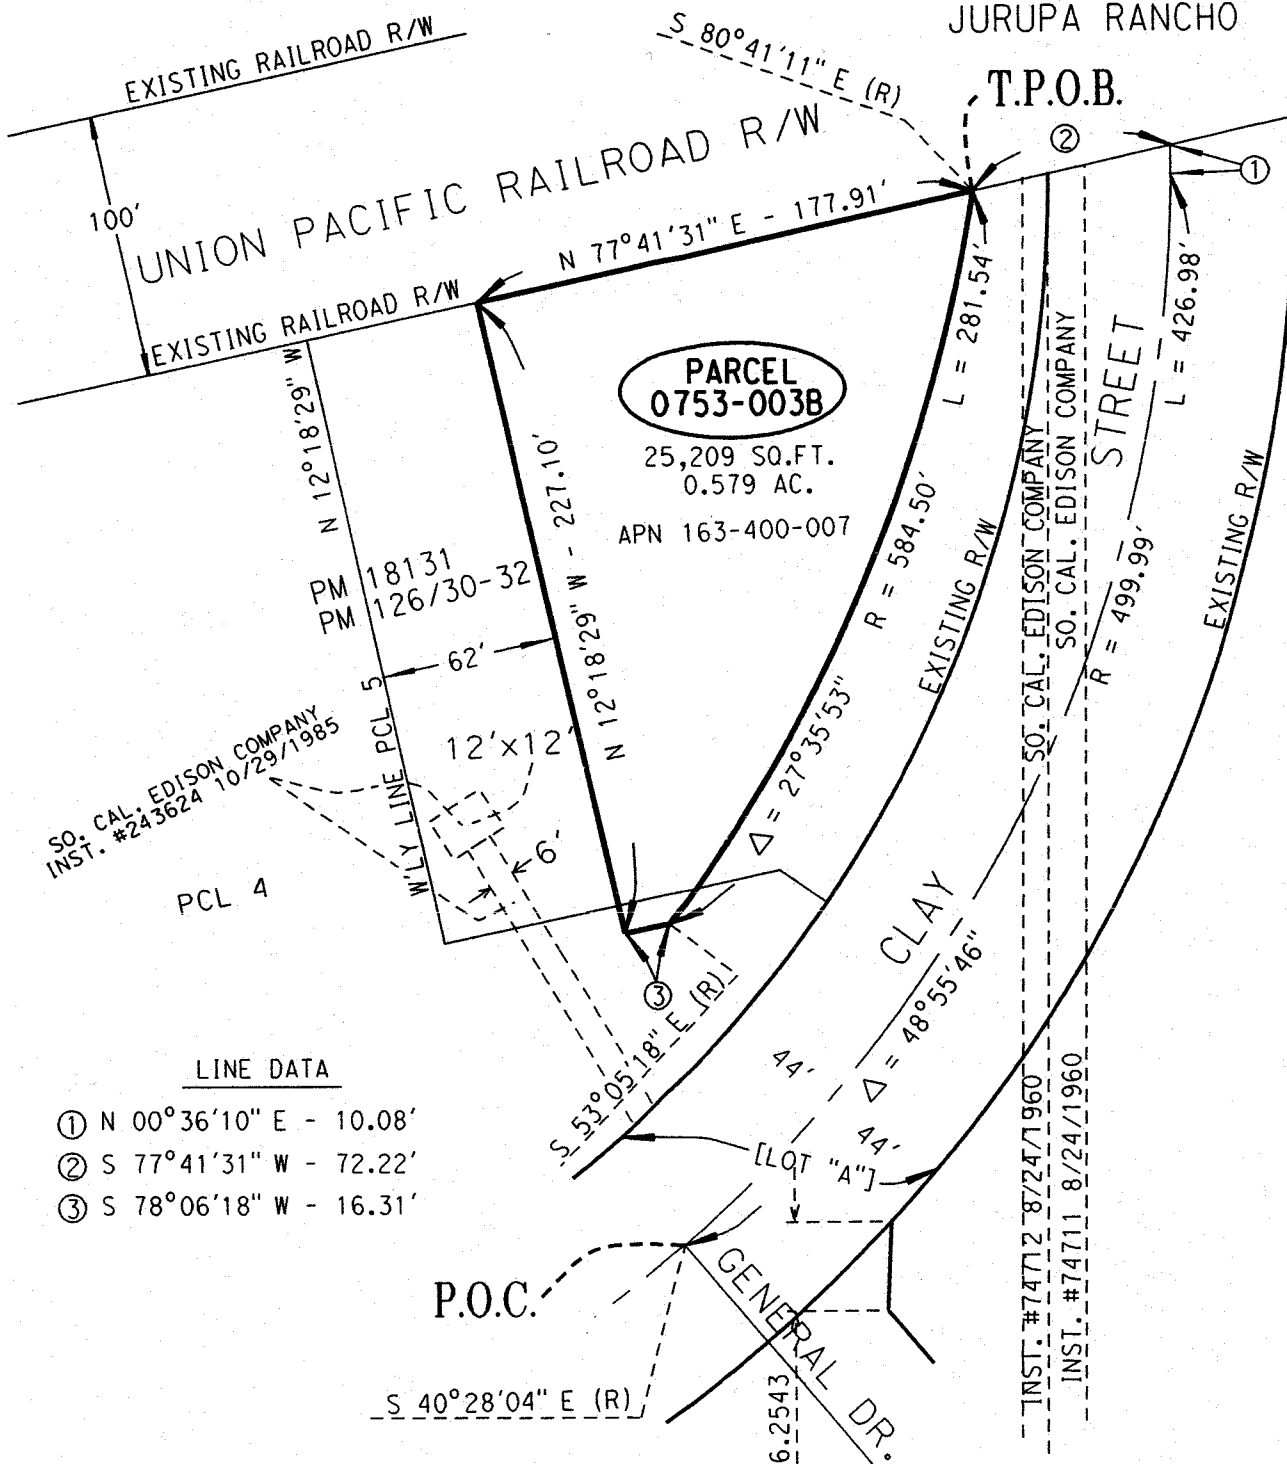 JURUPA RANCHO
EXISTING RAILROAD R/W
S 80°41'11" E (R)
T.P.O.B.
②
①
100'
UNION PACIFIC RAILROAD R/W
N 77°41'31" E - 177.91'
EXISTING RAILROAD R/W
N 12°18'29" W
PARCEL
0753-003B
25,209 SQ.FT.
0.579 AC.
APN 163-400-007
L = 281.54'
R = 584.50'
Δ = 27°35'53"
L = 426.98'
R = 499.99'
Δ = 48°55'46"
CLAY STREET
EXISTING R/W
EXISTING R/W
SO. CAL. EDISON COMPANY
SO. CAL. EDISON COMPANY
N 12°18'29" W - 227.10'
PM 18131
PM 126/30-32
62'
W'LY LINE PCL 5
12'x12'
6'
SO. CAL. EDISON COMPANY
INST. #243624 10/29/1985
PCL 4
③
S 53°05'18" E (R)
44'
44'
[LOT "A"]
LINE DATA
① N 00°36'10" E - 10.08'
② S 77°41'31" W - 72.22'
③ S 78°06'18" W - 16.31'
P.O.C.
GENERAL DR.
S 40°28'04" E (R)
6.2543
INST. #74712 8/24/1960
INST. #74711 8/24/1960